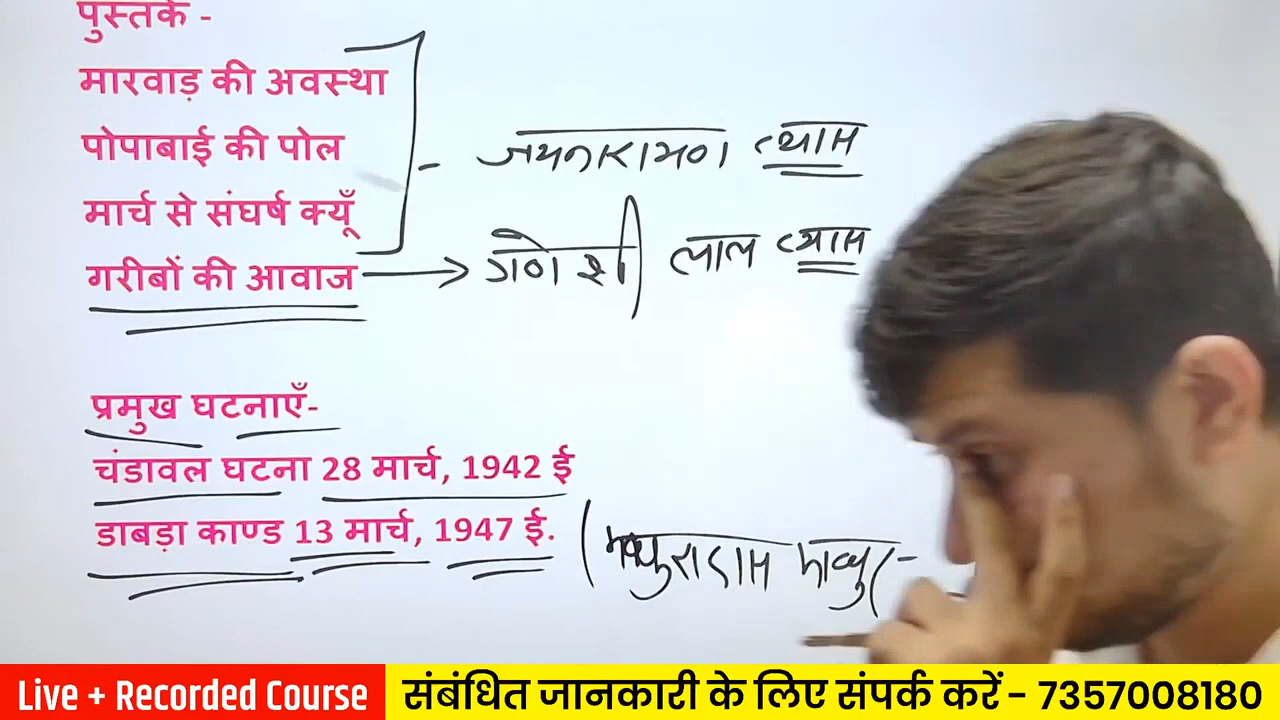 पुस्तकें -
मारवाड़ की अवस्था
पोपाबाई की पोल
मार्च से संघर्ष क्यूँ
- जयनारायण व्यास
गरीबों की आवाज → गणेशी लाल व्यास
प्रमुख घटनाएँ-
चंडावल घटना 28 मार्च, 1942 ई
डाबड़ा काण्ड 13 मार्च, 1947 ई. (मथुरादास माथुर -
Live + Recorded Course
संबंधित जानकारी के लिए संपर्क करें - 7357008180